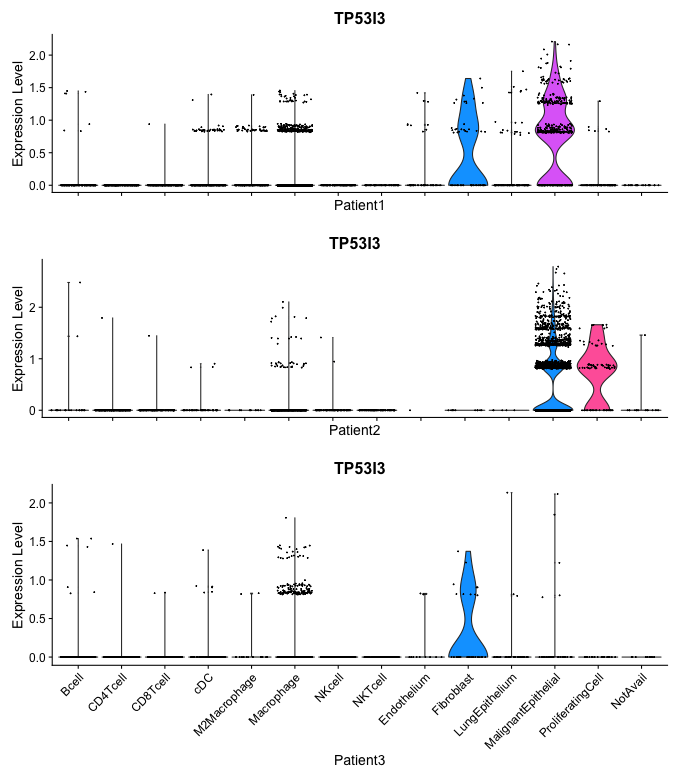 TP53I3
Expression Level
2.0
1.5
1.0
0.5
0.0
Patient1
TP53I3
Expression Level
2
1
0
Patient2
TP53I3
Expression Level
2.0
1.5
1.0
0.5
0.0
Bcell
CD4Tcell
CD8Tcell
cDC
M2Macrophage
Macrophage
NKcell
NKTcell
Endothelium
Fibroblast
LungEpithelium
MalignantEpithelial
ProliferatingCell
NotAvail
Patient3